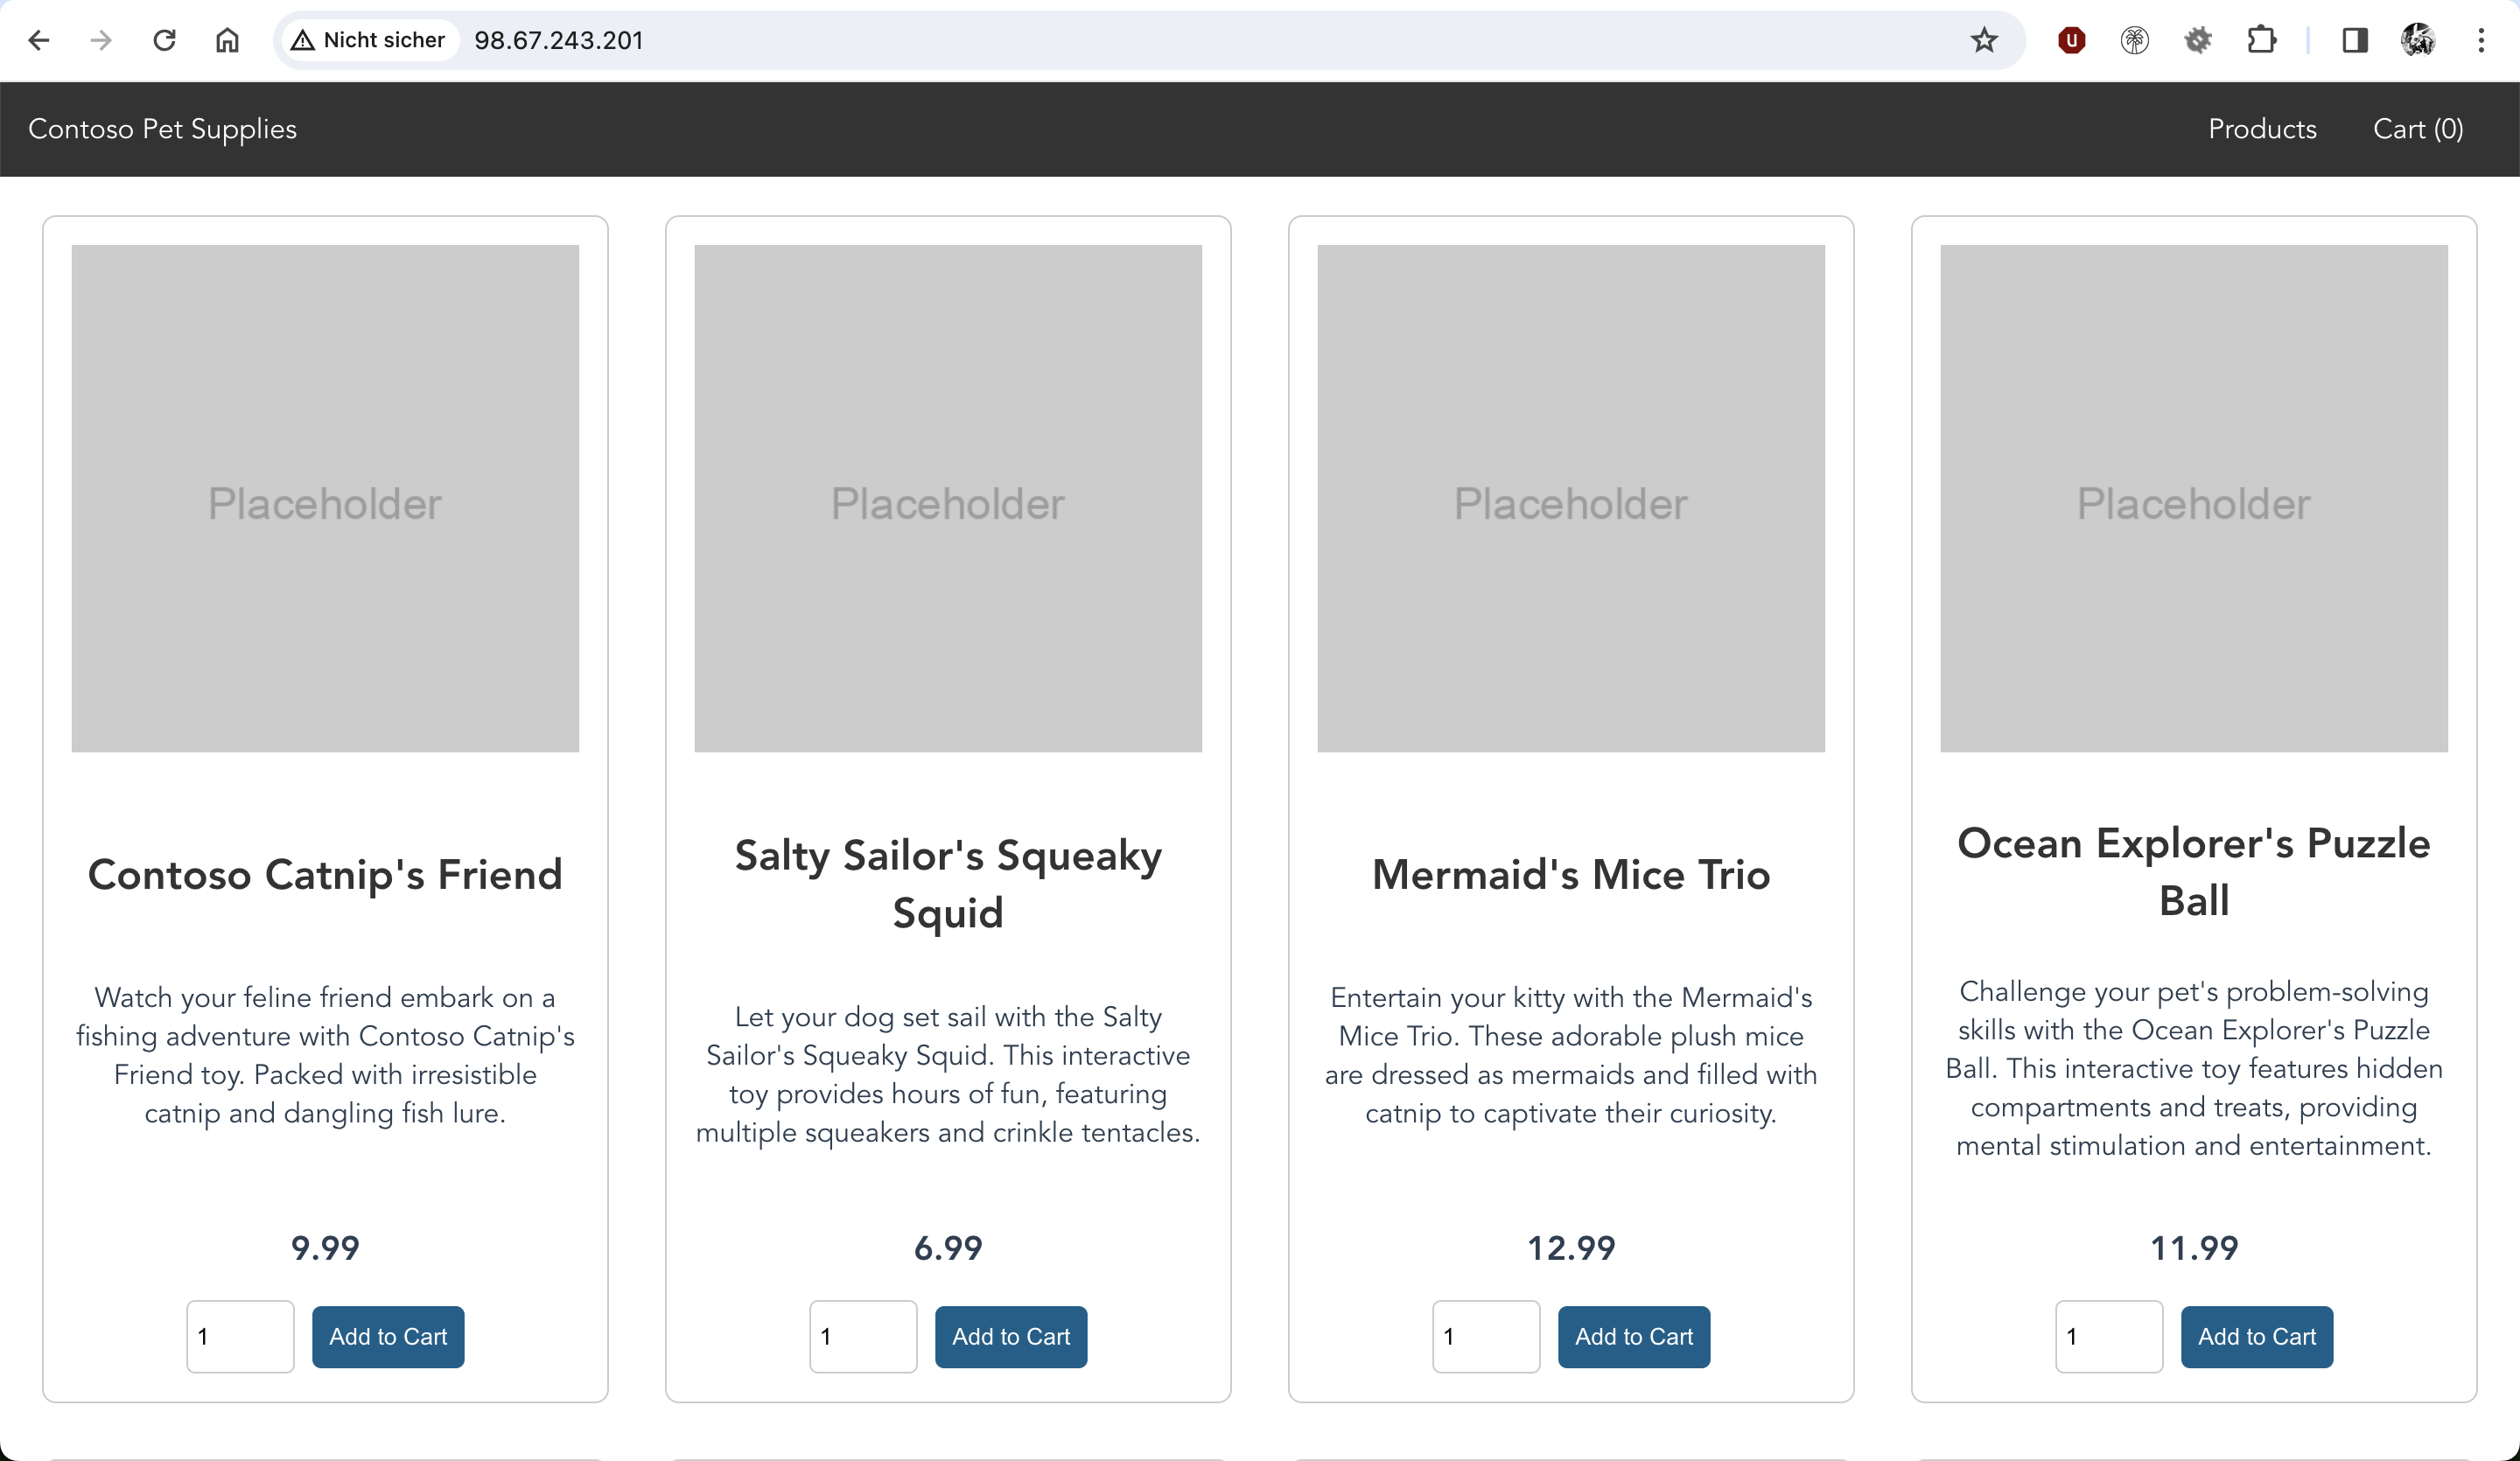 Nicht sicher 98.67.243.201
Contoso Pet Supplies
Products
Cart (0)
Placeholder
Contoso Catnip's Friend
Watch your feline friend embark on a
fishing adventure with Contoso Catnip's
Friend toy. Packed with irresistible
catnip and dangling fish lure.
9.99
1
Add to Cart
Placeholder
Salty Sailor's Squeaky
Squid
Let your dog set sail with the Salty
Sailor's Squeaky Squid. This interactive
toy provides hours of fun, featuring
multiple squeakers and crinkle tentacles.
6.99
1
Add to Cart
Placeholder
Mermaid's Mice Trio
Entertain your kitty with the Mermaid's
Mice Trio. These adorable plush mice
are dressed as mermaids and filled with
catnip to captivate their curiosity.
12.99
1
Add to Cart
Placeholder
Ocean Explorer's Puzzle
Ball
Challenge your pet's problem-solving
skills with the Ocean Explorer's Puzzle
Ball. This interactive toy features hidden
compartments and treats, providing
mental stimulation and entertainment.
11.99
1
Add to Cart